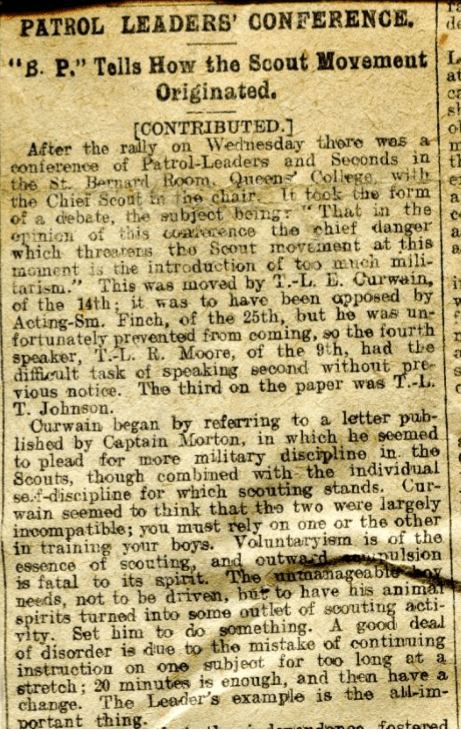 PATROL LEADERS' CONFERENCE.
"B. P." Tells How the Scout Movement
Originated.
[CONTRIBUTED.]
After the rally on Wednesday there was a
conference of Patrol-Leaders and Seconds in
the St. Bernard Room, Queens' College, with
the Chief Scout in the chair. It took the form
of a debate, the subject being: "That in the
opinion of this conference the chief danger
which threatens the Scout movement at this
moment is the introduction of too much mili-
tarism." This was moved by T.-L. E. Curwain,
of the 14th; it was to have been opposed by
Acting-Sm. Finch, of the 25th, but he was un-
fortunately prevented from coming, so the fourth
speaker, T.-L. R. Moore, of the 9th, had the
difficult task of speaking second without pre-
vious notice. The third on the paper was T.-L.
T. Johnson.
Curwain began by referring to a letter pub-
lished by Captain Morton, in which he seemed
to plead for more military discipline in the
Scouts, though combined with the individual
self-discipline for which scouting stands. Cur-
wain seemed to think that the two were largely
incompatible; you must rely on one or the other
in training your boys. Voluntaryism is of the
essence of scouting, and outward compulsion
is fatal to its spirit. The unmanageable boy
needs, not to be driven, but to have his animal
spirits turned into some outlet of scouting acti-
vity. Set him to do something. A good deal
of disorder is due to the mistake of continuing
instruction on one subject for too long at a
stretch; 20 minutes is enough, and then have a
change. The Leader's example is the all-im-
portant thing.
independence fostered